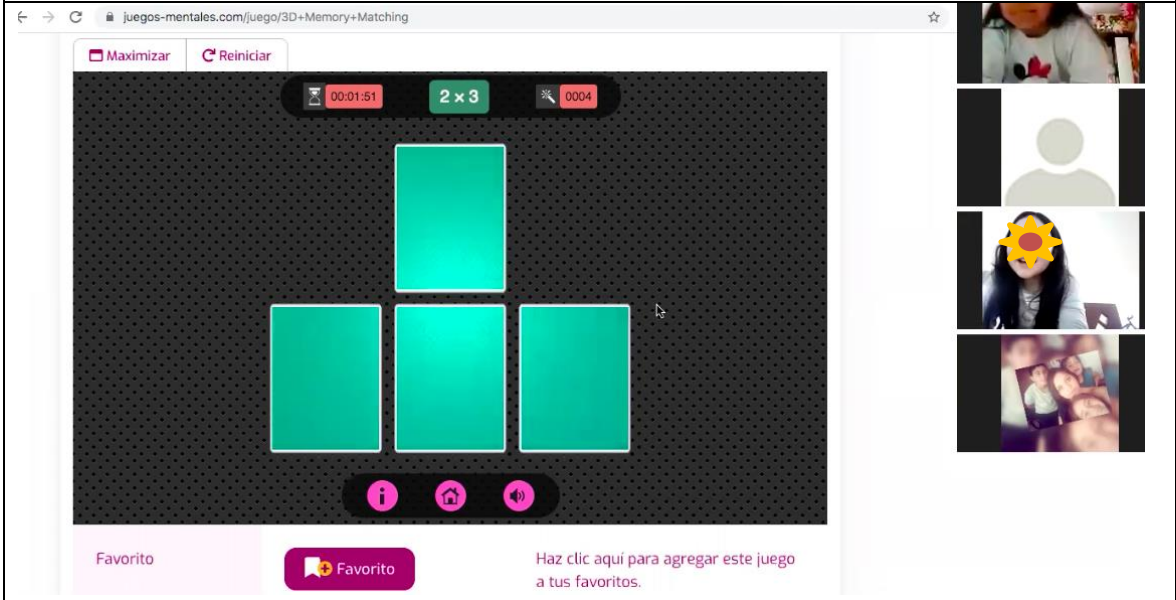 juegos-mentales.com/juego/3D+Memory+Matching
Maximizar Reiniciar
00:01:51 2 × 3 0004
Favorito
Favorito
Haz clic aquí para agregar este juego
a tus favoritos.